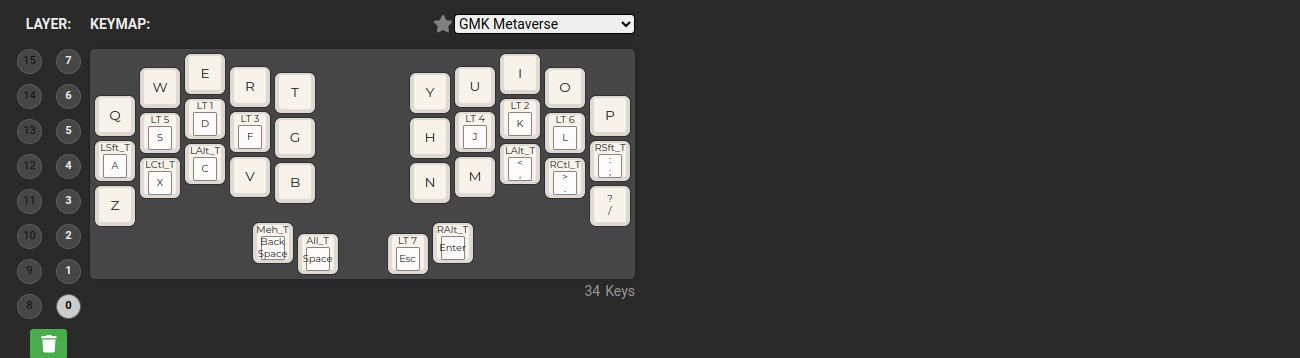 LAYER: KEYMAP: GMK Metaverse
15 7
14 6
13 5
12 4
11 3
10 2
9 1
8 0
Q W E R T Y U I O P
LSft_T A LT 5 S LT 1 D LT 3 F G H LT 4 J LT 2 K LT 6 L RSft_T : ;
Z LCtl_T X LAlt_T C V B N M LAlt_T < , RCtl_T > . ? /
Meh_T Back Space All_T Space LT 7 Esc RAlt_T Enter
34 Keys